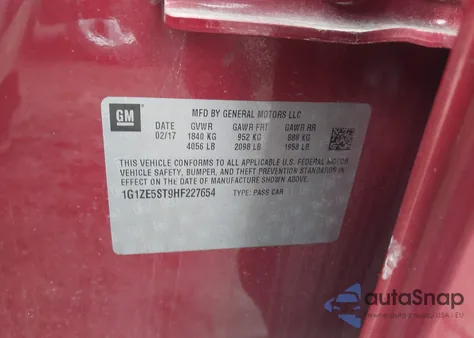 GM
MFD BY GENERAL MOTORS LLC
DATE GVWR GAWR FRT GAWR RR
02/17 1840 KG 952 KG 888 KG
4056 LB 2098 LB 1958 LB
THIS VEHICLE CONFORMS TO ALL APPLICABLE U.S. FEDERAL MOTOR
VEHICLE SAFETY, BUMPER, AND THEFT PREVENTION STANDARDS IN
EFFECT ON THE DATE OF MANUFACTURE SHOWN ABOVE.
1G1ZE5ST9HF227654 TYPE: PASS CAR
autoSnap